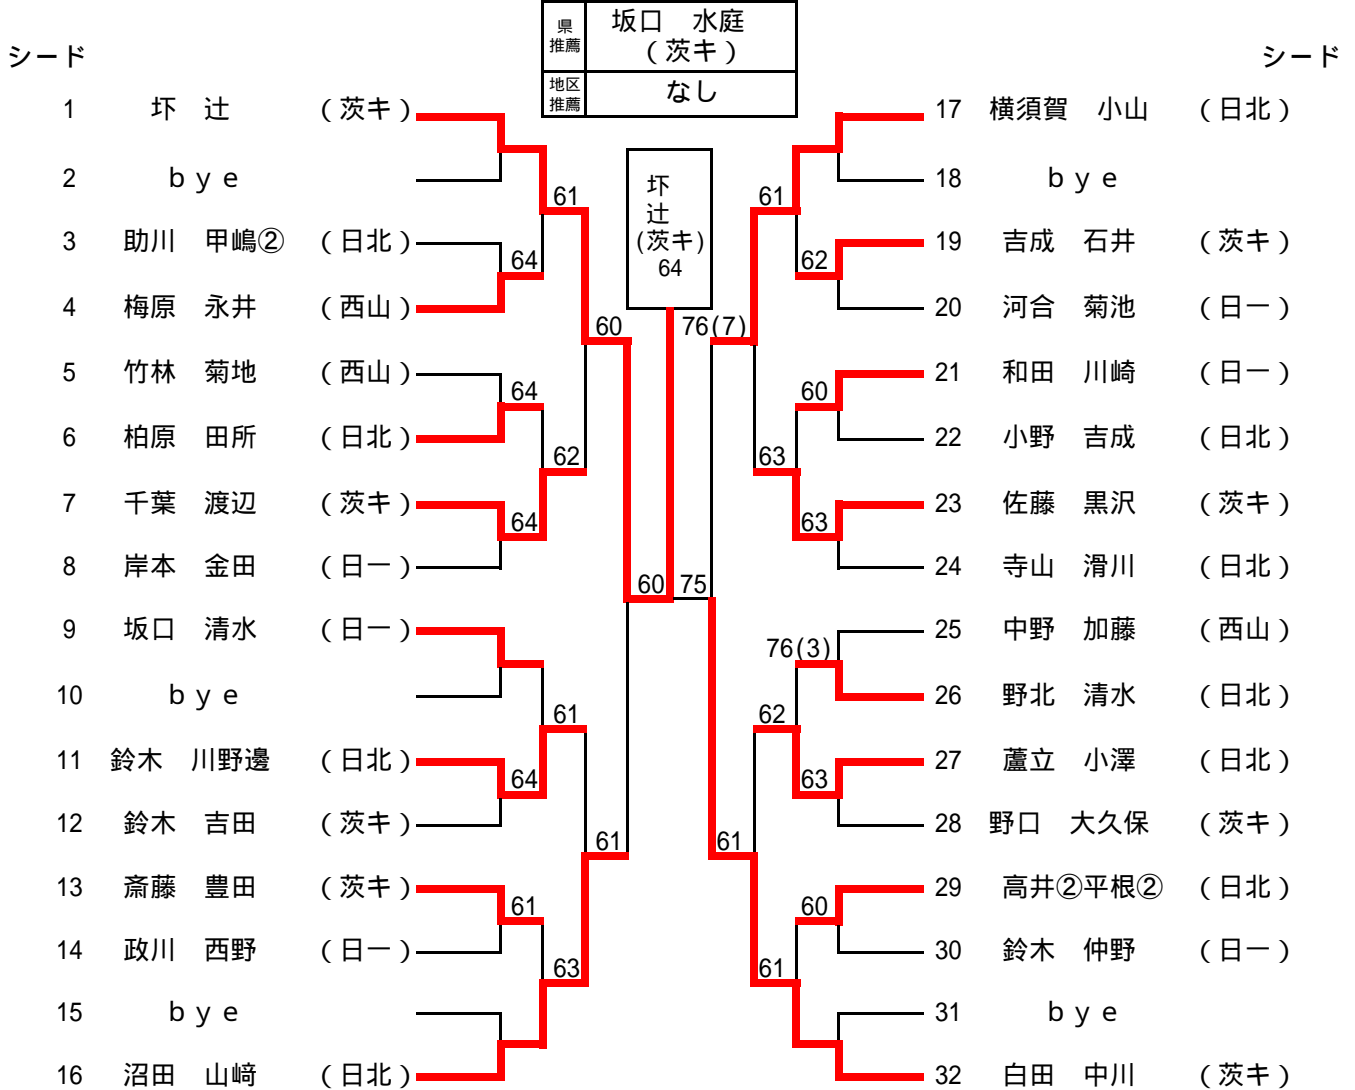 県推薦 坂口　水庭（茨キ）
地区推薦 なし
シード
シード
1 坏　辻 （茨キ）
2 ｂｙｅ
3 助川　甲嶋② （日北）
4 梅原　永井 （西山）
5 竹林　菊地 （西山）
6 柏原　田所 （日北）
7 千葉　渡辺 （茨キ）
8 岸本　金田 （日一）
9 坂口　清水 （日一）
10 ｂｙｅ
11 鈴木　川野邊 （日北）
12 鈴木　吉田 （茨キ）
13 斎藤　豊田 （茨キ）
14 政川　西野 （日一）
15 ｂｙｅ
16 沼田　山﨑 （日北）
64
64
64
64
61
61
62
61
63
60
61
60
坏
辻
(茨キ)
64
75
76(7)
61
61
63
62
61
62
60
63
76(3)
63
60
17 横須賀　小山 （日北）
18 ｂｙｅ
19 吉成　石井 （茨キ）
20 河合　菊池 （日一）
21 和田　川崎 （日一）
22 小野　吉成 （日北）
23 佐藤　黒沢 （茨キ）
24 寺山　滑川 （日北）
25 中野　加藤 （西山）
26 野北　清水 （日北）
27 蘆立　小澤 （日北）
28 野口　大久保 （茨キ）
29 高井②平根② （日北）
30 鈴木　仲野 （日一）
31 ｂｙｅ
32 白田　中川 （茨キ）